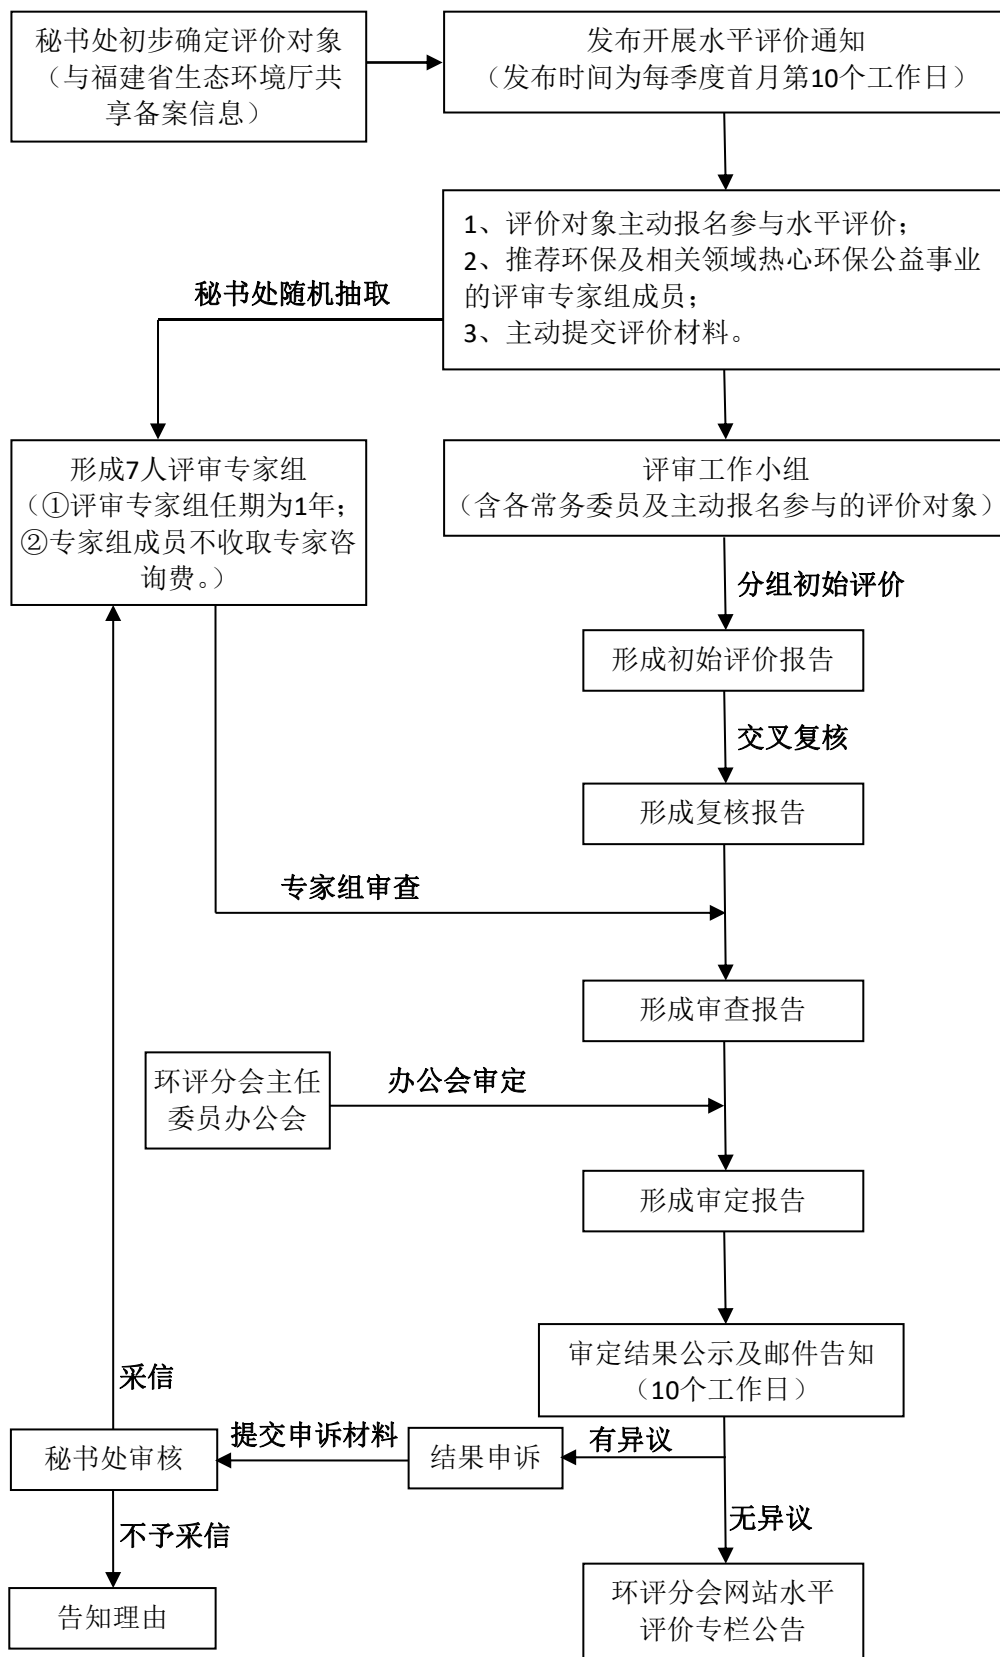 秘书处初步确定评价对象
（与福建省生态环境厅共
享备案信息）
发布开展水平评价通知
（发布时间为每季度首月第10个工作日）
1、评价对象主动报名参与水平评价；
2、推荐环保及相关领域热心环保公益事业
的评审专家组成员；
3、主动提交评价材料。
秘书处随机抽取
形成7人评审专家组
（①评审专家组任期为1年；
②专家组成员不收取专家咨
询费。）
评审工作小组
（含各常务委员及主动报名参与的评价对象）
分组初始评价
形成初始评价报告
交叉复核
形成复核报告
专家组审查
形成审查报告
环评分会主任
委员办公会
办公会审定
形成审定报告
审定结果公示及邮件告知
（10个工作日）
采信
有异议
结果申诉
提交申诉材料
秘书处审核
不予采信
告知理由
无异议
环评分会网站水平
评价专栏公告